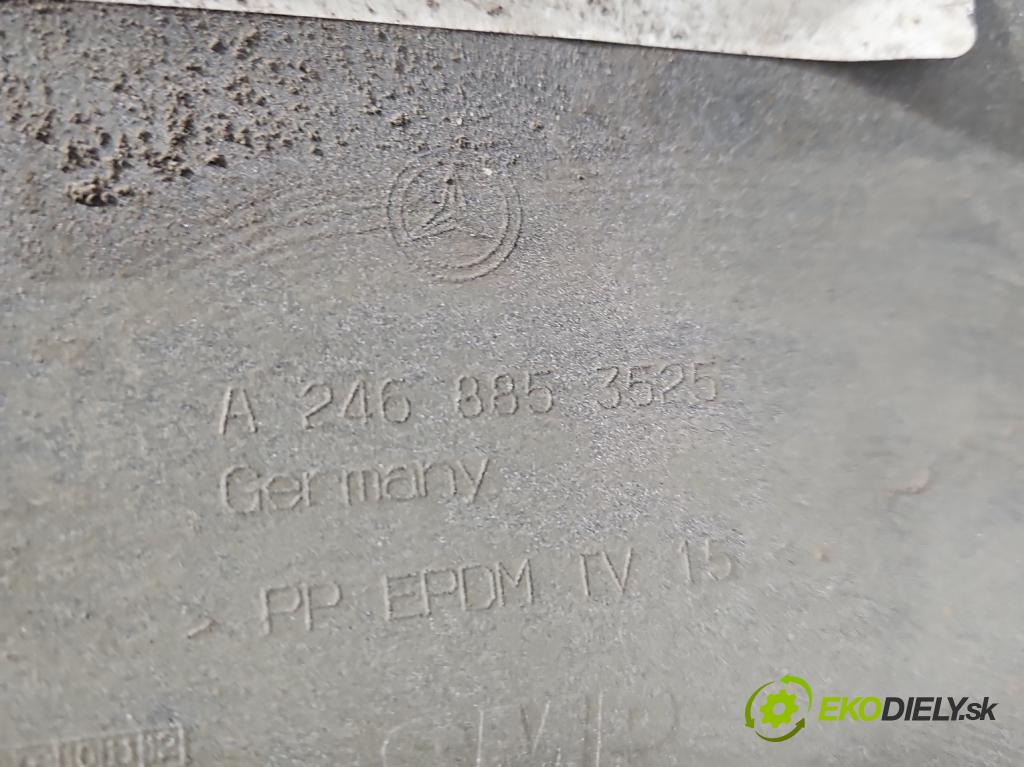 A 246 885 3525
Germany
> PP EPDM TV 15
EKODIELY.sk